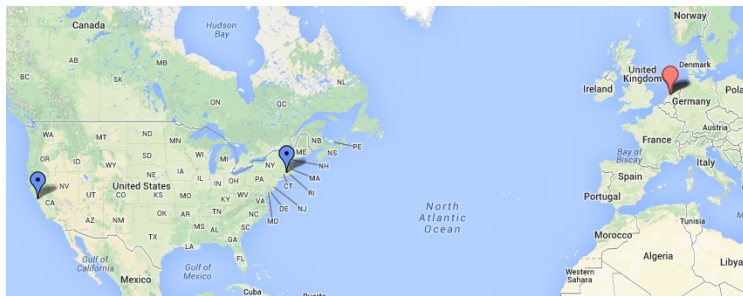 Canada
Hudson
Bay
Norway
AB
MB
BC
SK
NL
ON
QC
United
Kingdom
Denmark
Ireland
Pola
Germany
WA
MT
ND
MN
NB
PE
ME
NS
OR
ID
SD
WI
MI
NY
NH
WY
IA
France
Austria
Bay of
Biscay
Italy
NV
UT
CO
NE
IL
IN
OH
PA
CT
MA
RI
United States
CA
KS
MO
KY
WV
VA
DE
NJ
MD
Spain
Portugal
AZ
NM
OK
AR
TN
NC
SC
North
Atlantic
Ocean
TX
MS
AL
GA
LA
FL
Tunisia
Morocco
Gulf of
California
Gulf of
Mexico
Algeria
Libya
Western
Sahara
Mexico
Cuba